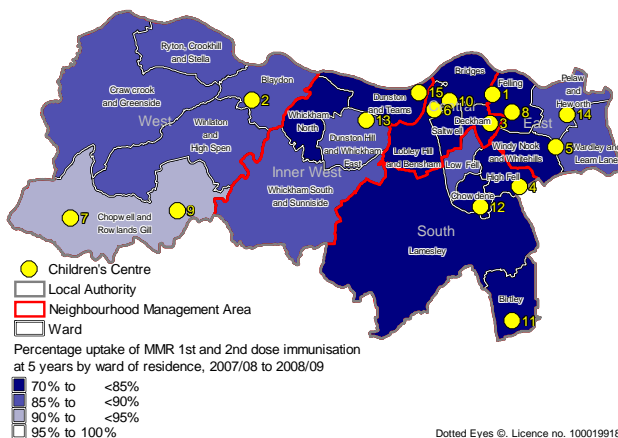 Ryton, Crookhill
and Stella
Crawcrook
and Greenside
West
Blaydon
2
Winlaton
and High Spen
Chopwell and
Rowlands Gill
7
9
Whickham
North
Dunston
and Teams
15
13
Dunston Hill
and Whickham
East
Inner West
Whickham South
and Sunniside
Bridges
10
6
Central
Saltwell
Deckham
3
Lobley Hill
and Bensham
Felling
1
8
East
Pelaw
and
Heworth
14
Wardley and
Leam Lane
5
Windy Nook
and Whitehills
Low Fell
High Fell
4
Chowdene
12
South
Lamesley
Birtley
11
Children's Centre
Local Authority
Neighbourhood Management Area
Ward
Percentage uptake of MMR 1st and 2nd dose immunisation
at 5 years by ward of residence, 2007/08 to 2008/09
70% to <85%
85% to <90%
90% to <95%
95% to 100%
Dotted Eyes ©. Licence no. 100019918